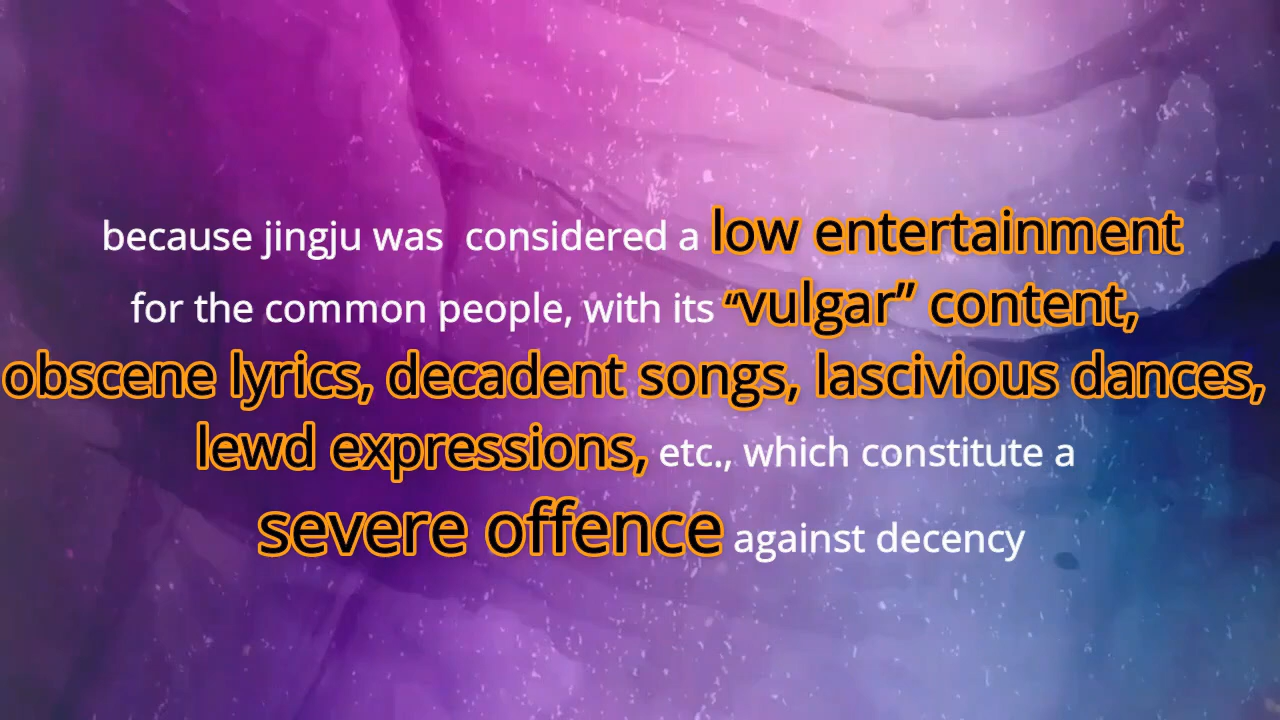 because jingju was  considered a low entertainment
for the common people, with its “vulgar” content,
obscene lyrics, decadent songs, lascivious dances,
lewd expressions, etc., which constitute a
severe offence against decency